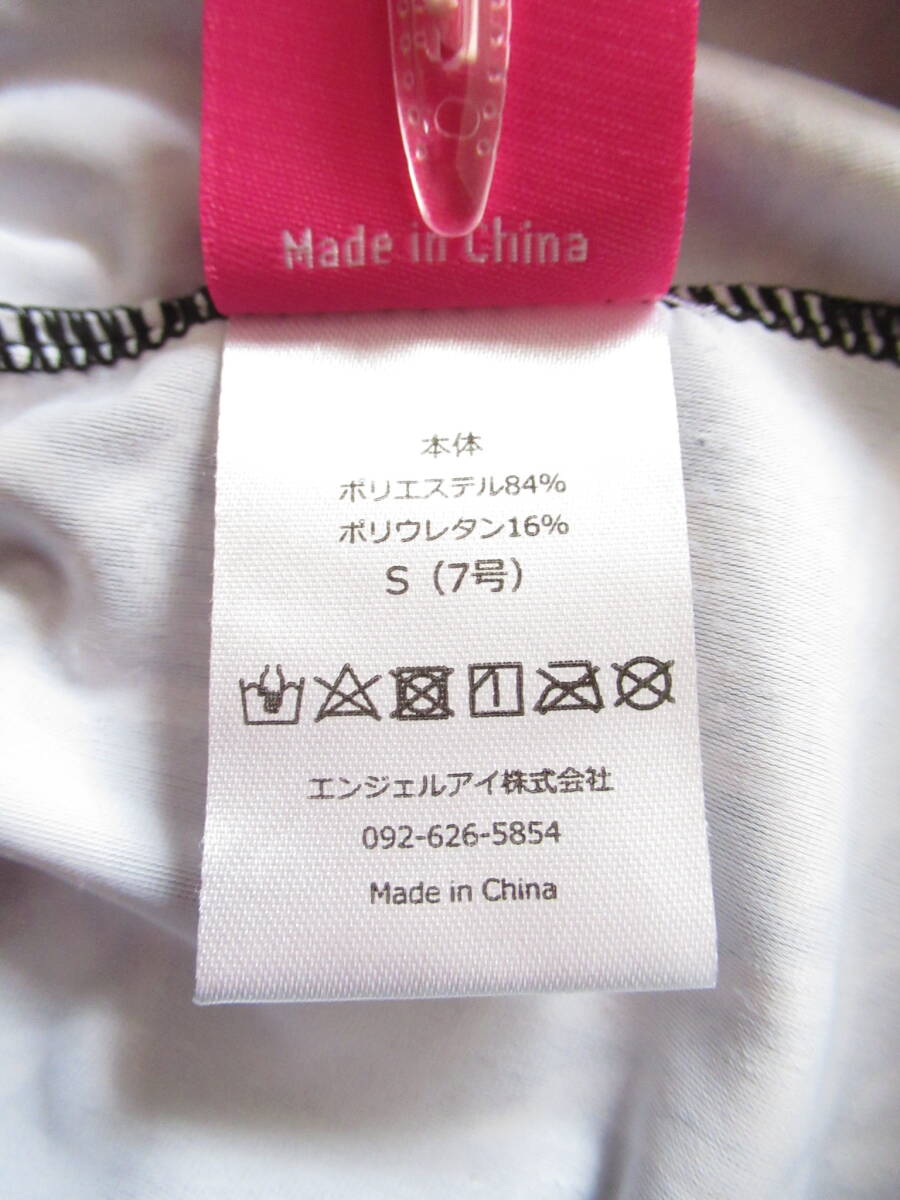 Made in China
本体
ポリエステル84%
ポリウレタン16%
S（7号）
エンジェルアイ株式会社
092-626-5854
Made in China